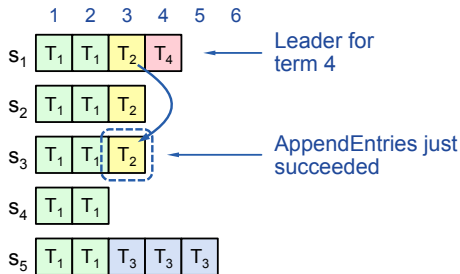 1 2 3 4 5 6
s1 T1 T1 T2 T4 Leader for
term 4
s2 T1 T1 T2
s3 T1 T1 T2 AppendEntries just
succeeded
s4 T1 T1
s5 T1 T1 T3 T3 T3